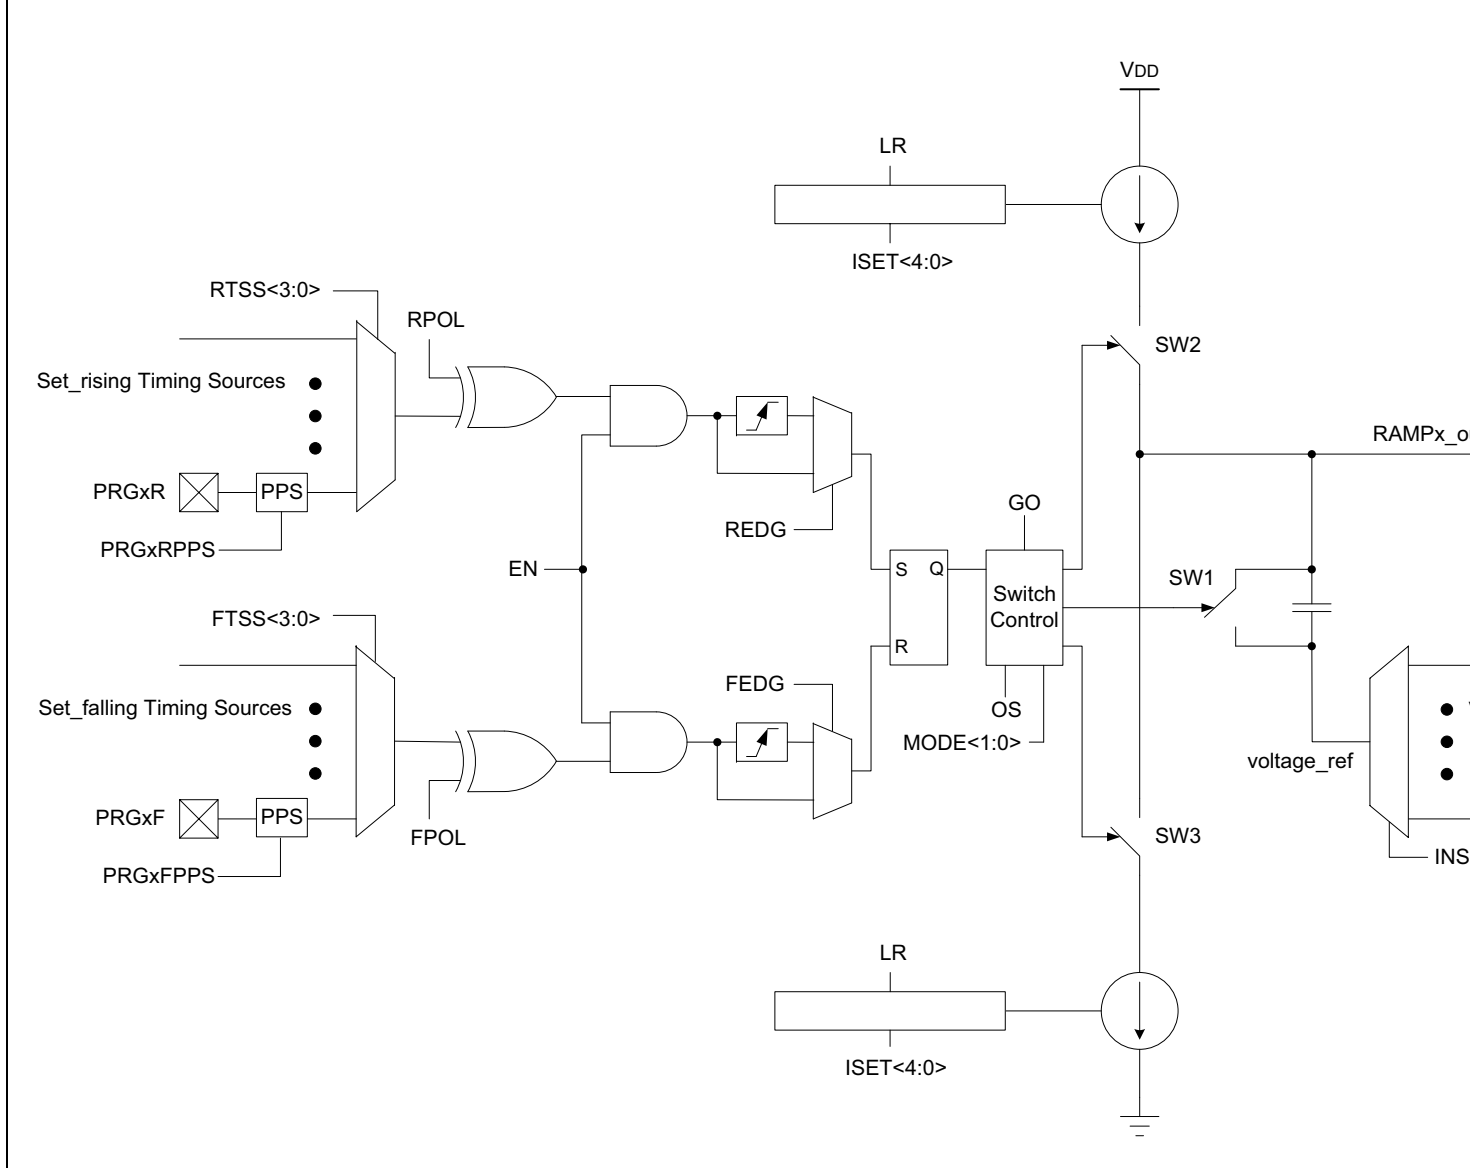 VDD
LR
ISET<4:0>
RTSS<3:0>
RPOL
SW2
Set_rising Timing Sources
RAMPx_o
PRGxR
PPS
GO
REDG
PRGxRPPS
EN
S
Q
SW1
Switch
Control
FTSS<3:0>
R
FEDG
Set_falling Timing Sources
OS
MODE<1:0>
voltage_ref
PRGxF
PPS
FPOL
SW3
INS
PRGxFPPS
LR
ISET<4:0>